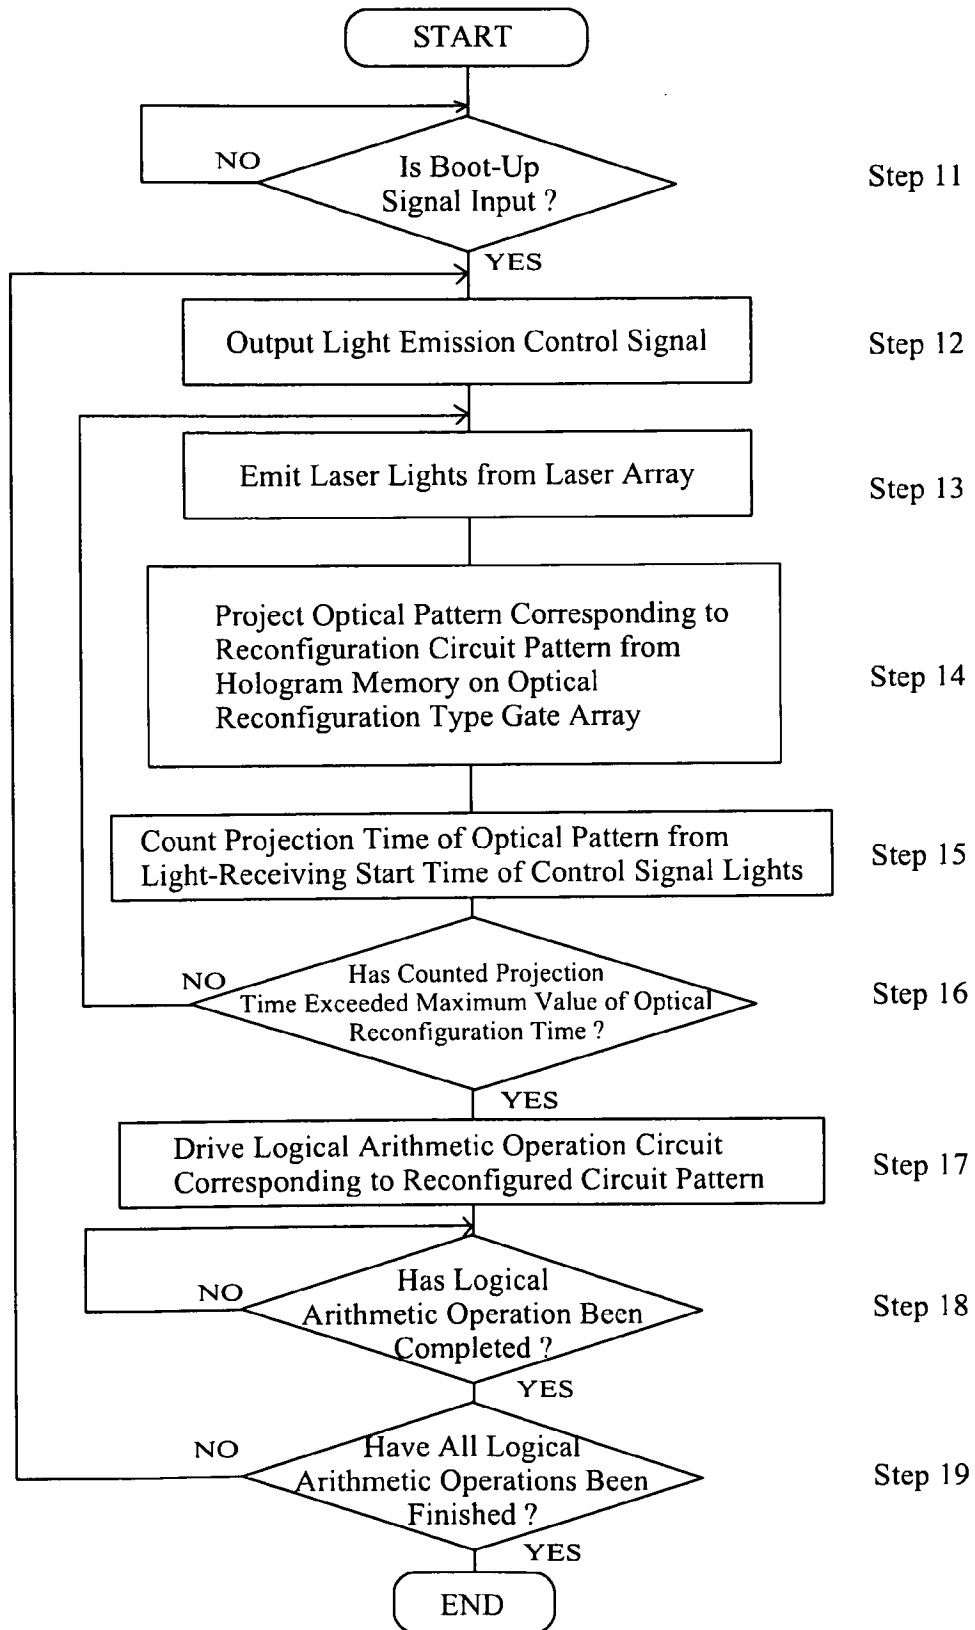 START
NO
Is Boot-Up
Signal Input ?
Step 11
YES
Output Light Emission Control Signal
Step 12
Emit Laser Lights from Laser Array
Step 13
Project Optical Pattern Corresponding to
Reconfiguration Circuit Pattern from
Hologram Memory on Optical
Reconfiguration Type Gate Array
Step 14
Count Projection Time of Optical Pattern from
Light-Receiving Start Time of Control Signal Lights
Step 15
NO
Has Counted Projection
Time Exceeded Maximum Value of Optical
Reconfiguration Time ?
Step 16
YES
Drive Logical Arithmetic Operation Circuit
Corresponding to Reconfigured Circuit Pattern
Step 17
NO
Has Logical
Arithmetic Operation Been
Completed ?
Step 18
YES
NO
Have All Logical
Arithmetic Operations Been
Finished ?
Step 19
YES
END